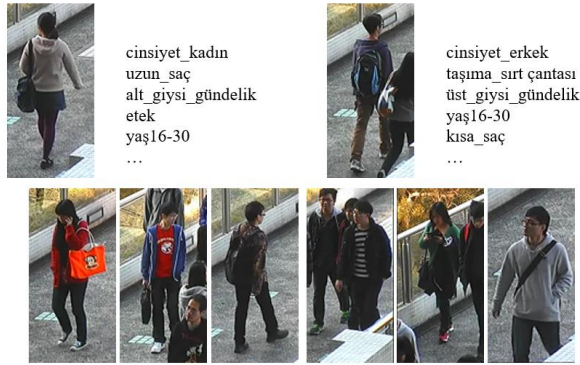 cinsiyet_kadın
uzun_saç
alt_giysi_gündelik
etek
yaş16-30
…
cinsiyet_erkek
taşıma_sırt çantası
üst_giysi_gündelik
yaş16-30
kısa_saç
…